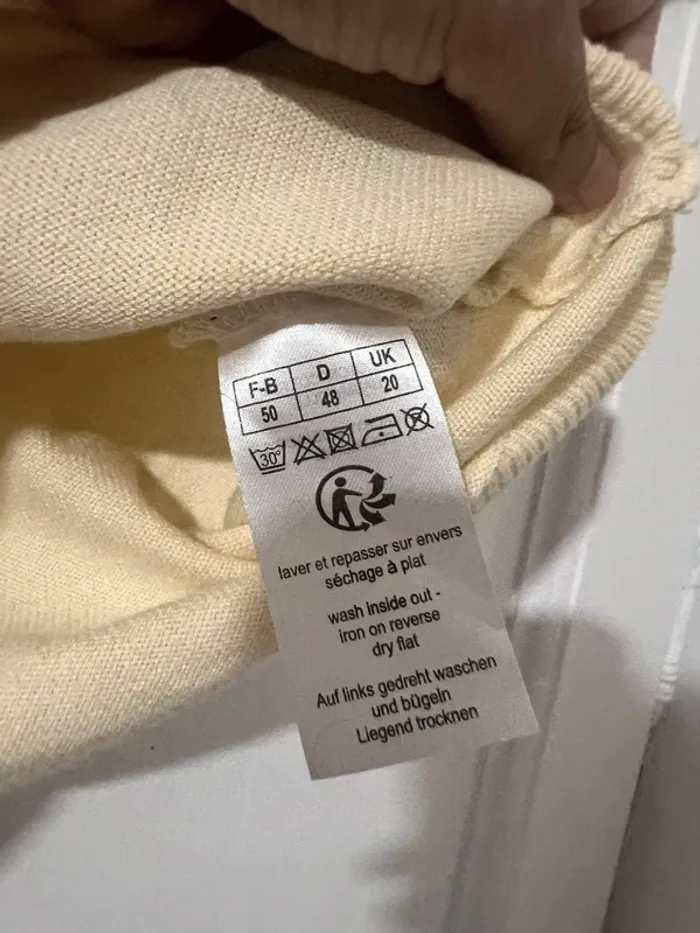 F-B D UK
50 48 20
30°
laver et repasser sur envers
séchage à plat
wash inside out -
iron on reverse
dry flat
Auf links gedreht waschen
und bügeln
Liegend trocknen